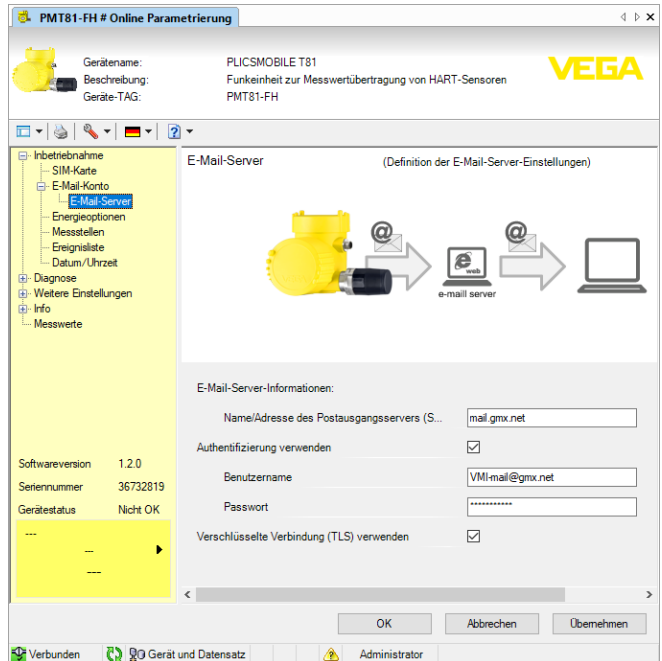 PMT81-FH # Online Parametrierung
Gerätename: PLICSMOBILE T81
Beschreibung: Funkeinheit zur Messwertübertragung von HART-Sensoren
Geräte-TAG: PMT81-FH
VEGA
Inbetriebnahme
SIM-Karte
E-Mail-Konto
E-Mail-Server
Energieoptionen
Messstellen
Ereignisliste
Datum/Uhrzeit
Diagnose
Weitere Einstellungen
Info
Messwerte
Softwareversion 1.2.0
Seriennummer 36732819
Gerätestatus Nicht OK
---
---
---
E-Mail-Server (Definition der E-Mail-Server-Einstellungen)
@ @
e web
e-maill server
E-Mail-Server-Informationen:
Name/Adresse des Postausgangsservers (S... mail.gmx.net
Authentifizierung verwenden
Benutzername VMI-mail@gmx.net
Passwort ***********
Verschlüsselte Verbindung (TLS) verwenden
OK Abbrechen Übernehmen
Verbunden Gerät und Datensatz Administrator